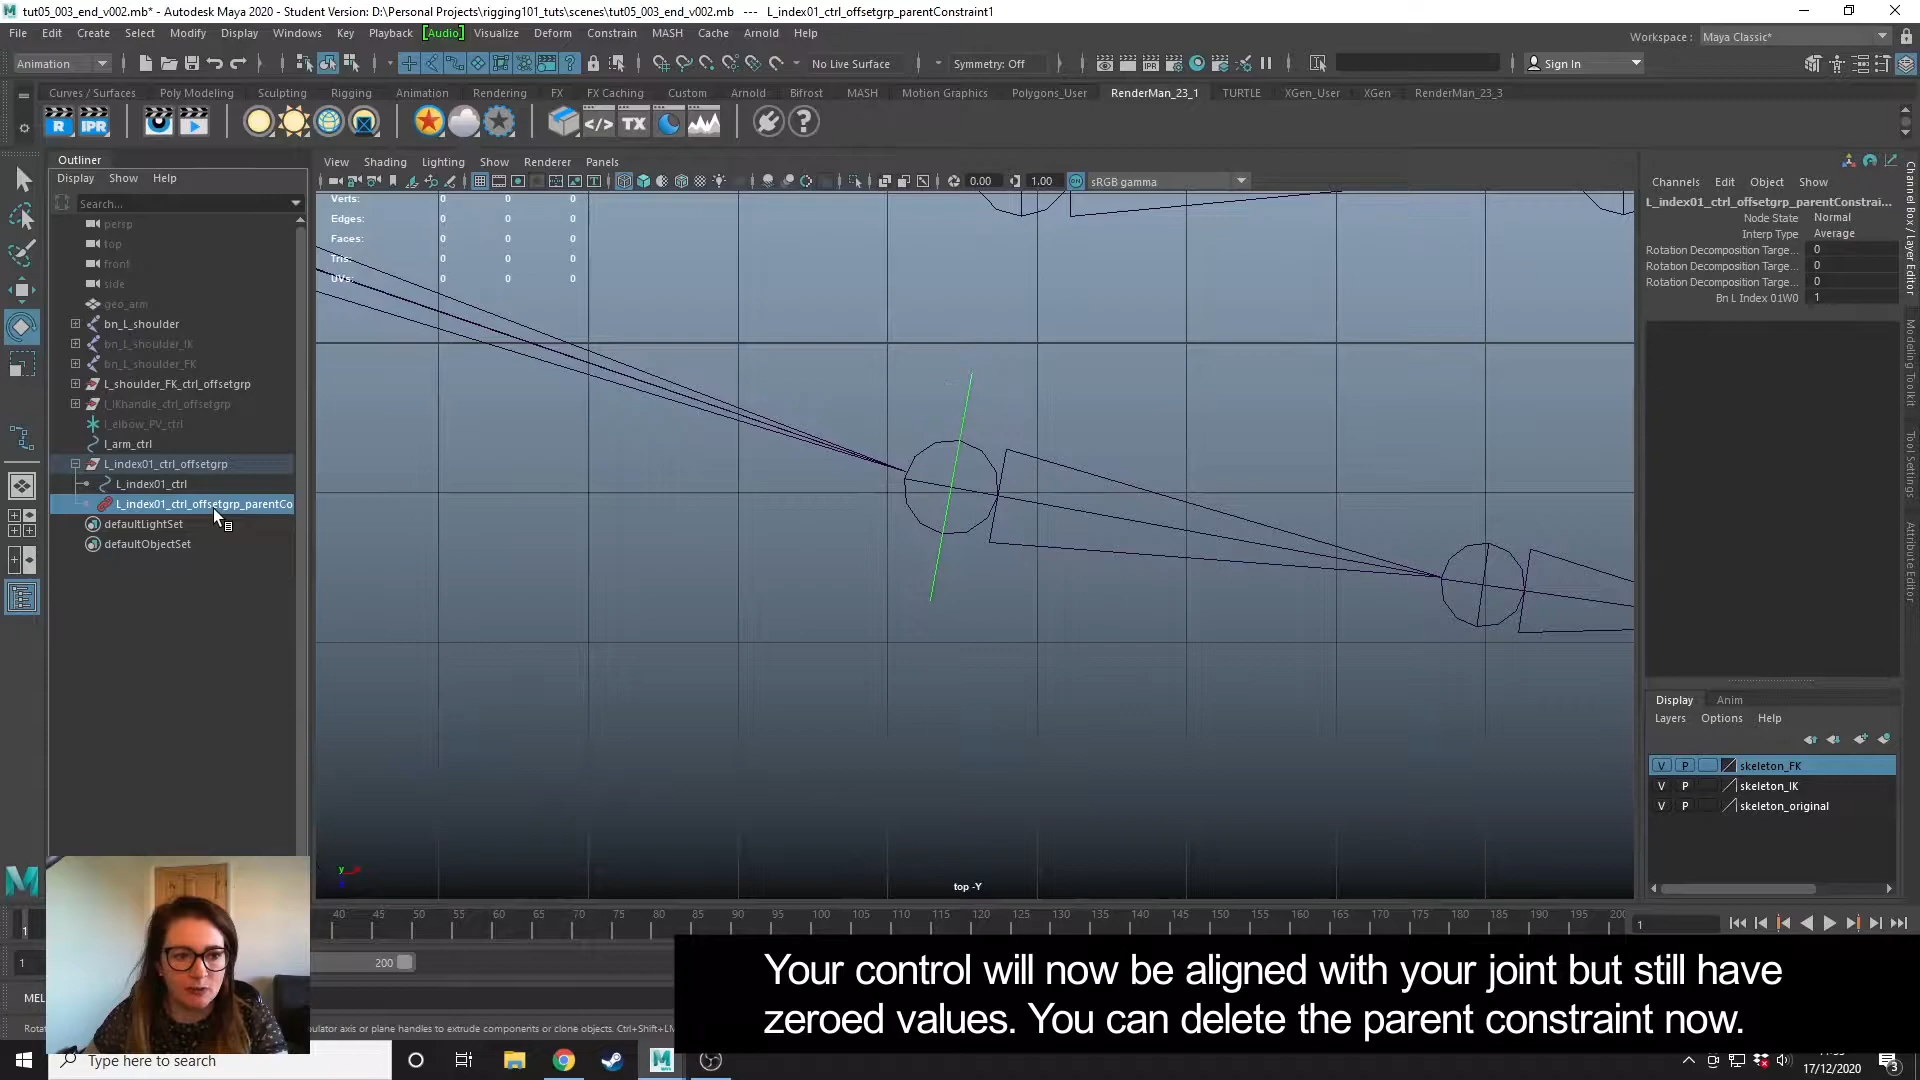 tut05_003_end_v002.mb* - Autodesk Maya 2020 - Student Version: D:\Personal Projects\rigging101_tuts\scenes\tut05_003_end_v002.mb --- L_index01_ctrl_offsetgrp_parentConstraint1
File Edit Create Select Modify Display Windows Key Playback [Audio] Visualize Deform Constrain MASH Cache Arnold Help
Workspace : Maya Classic*
Animation No Live Surface Symmetry: Off Sign In
Curves / Surfaces Poly Modeling Sculpting Rigging Animation Rendering FX FX Caching Custom Arnold Bifrost MASH Motion Graphics Polygons_User RenderMan_23_1 TURTLE XGen_User XGen RenderMan_23_3
R IPR </> TX ?
Outliner
Display Show Help
Search...
persp
top
front
side
geo_arm
bn_L_shoulder
bn_L_shoulder_IK
bn_L_shoulder_FK
L_shoulder_FK_ctrl_offsetgrp
l_IKhandle_ctrl_offsetgrp
l_elbow_PV_ctrl
l_arm_ctrl
L_index01_ctrl_offsetgrp
L_index01_ctrl
L_index01_ctrl_offsetgrp_parentCo
defaultLightSet
defaultObjectSet
View Shading Lighting Show Renderer Panels
0.00 1.00 sRGB gamma
Verts: 0 0 0
Edges: 0 0 0
Faces: 0 0 0
Tris: 0 0 0
UVs: 0 0 0
y
top -Y
Channels Edit Object Show
L_index01_ctrl_offsetgrp_parentConstrai...
Node State Normal
Interp Type Average
Rotation Decomposition Targe... 0
Rotation Decomposition Targe... 0
Rotation Decomposition Targe... 0
Bn L Index 01W0 1
Channel Box / Layer Editor
Modeling Toolkit
Tool Settings
Attribute Editor
Display Anim
Layers Options Help
V P skeleton_FK
V P skeleton_IK
V P skeleton_original
1 40 45 50 55 60 65 70 75 80 85 90 95 100 105 110 115 120 125 130 135 140 145 150 155 160 165 170 175 180 185 190 195 200
1
1 200
MEL
Your control will now be aligned with your joint but still have
zeroed values. You can delete the parent constraint now.
pulator axis or plane handles to extrude components or clone objects. Ctrl+Shift+LM
Type here to search
17/12/2020
3